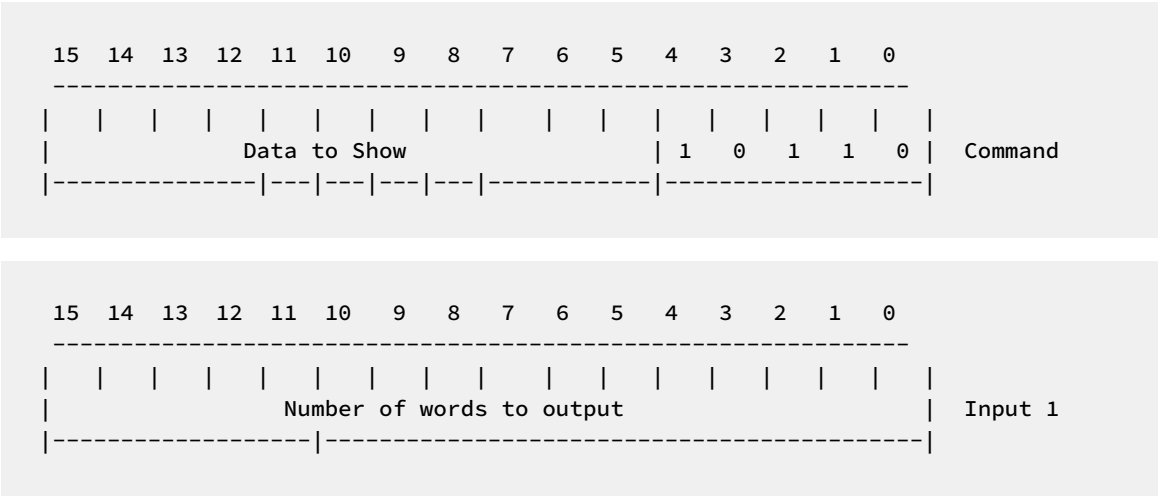 15 14 13 12 11 10 9 8 7 6 5 4 3 2 1 0
---------------------------------------------------------------
| | | | | | | | | | | | | | | | |
| Data to Show | 1 0 1 1 0 | Command
|---------------|---|---|---|---|------------|-------------------|
15 14 13 12 11 10 9 8 7 6 5 4 3 2 1 0
---------------------------------------------------------------
| | | | | | | | | | | | | | | | |
| Number of words to output | Input 1
|-------------------|--------------------------------------------|